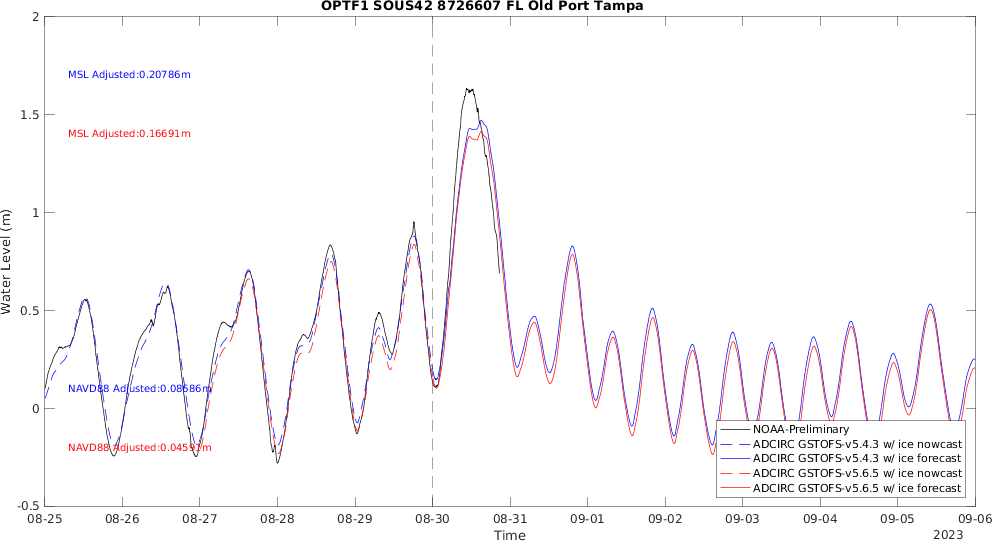 OPTF1 SOUS42 8726607 FL Old Port Tampa
2
1.5
1
0.5
0
-0.5
Water Level (m)
MSL Adjusted:0.20786m
MSL Adjusted:0.16691m
NAVD88 Adjusted:0.08686m
NAVD88 Adjusted:0.04591m
NOAA-Preliminary
ADCIRC GSTOFS-v5.4.3 w/ ice nowcast
ADCIRC GSTOFS-v5.4.3 w/ ice forecast
ADCIRC GSTOFS-v5.6.5 w/ ice nowcast
ADCIRC GSTOFS-v5.6.5 w/ ice forecast
08-25 08-26 08-27 08-28 08-29 08-30 08-31 09-01 09-02 09-03 09-04 09-05 09-06
Time
2023